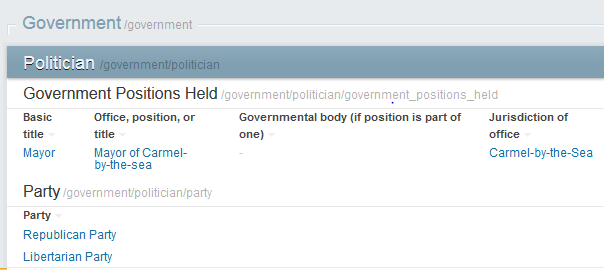 Government /government
Politician /government/politician
Government Positions Held /government/politician/government_positions_held
Basic title
Office, position, or title
Governmental body (if position is part of one)
Jurisdiction of office
Mayor
Mayor of Carmel-by-the-sea
-
Carmel-by-the-Sea
Party /government/politician/party
Party
Republican Party
Libertarian Party